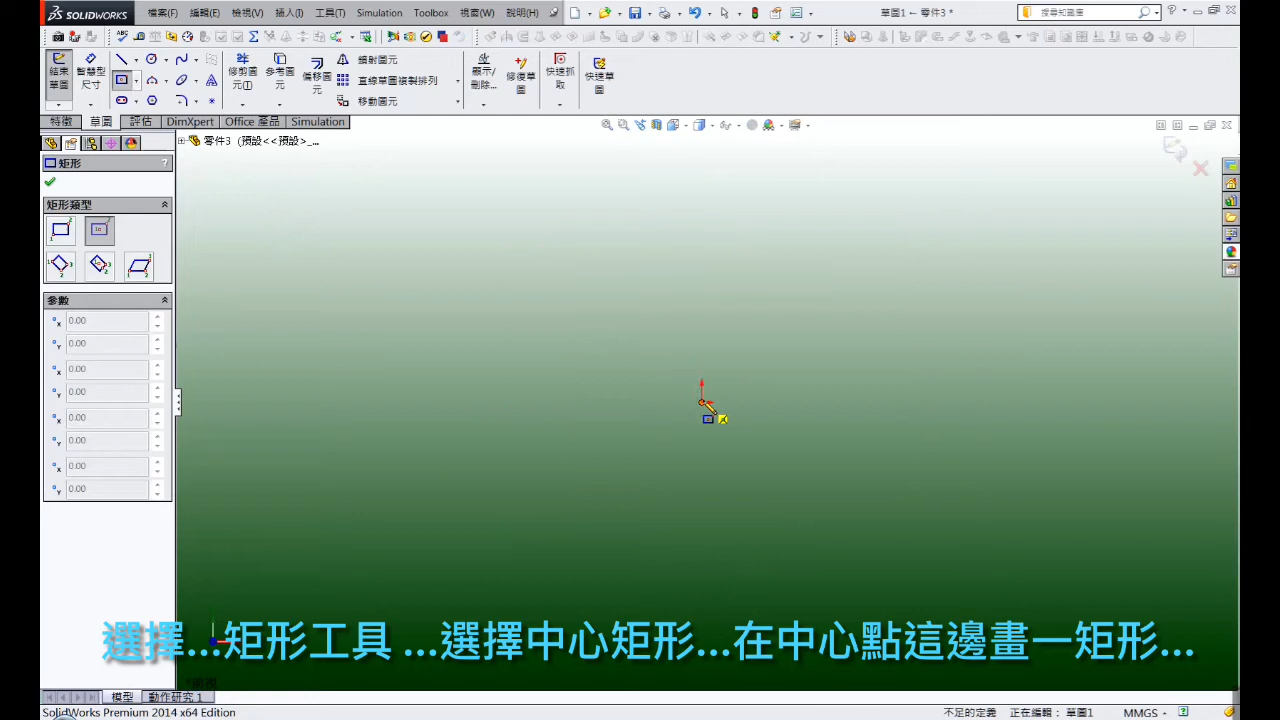 SOLIDWORKS 檔案(F) 編輯(E) 檢視(V) 插入(I) 工具(T) Simulation Toolbox 視窗(W) 說明(H) 草圖1 ← 零件3 * 搜尋知識庫
結束草圖 智慧型尺寸 修剪圖元(I) 參考圖元 偏移圖元 鏡射圖元 顯示/刪除... 修復草圖 快速抓取 快速草圖
直線草圖複製排列
移動圖元
特徵 草圖 評估 DimXpert Office 產品 Simulation
零件3 (預設<<預設>_...
矩形 ?
矩形類型
參數
0.00
0.00
0.00
0.00
0.00
0.00
0.00
0.00
選擇...矩形工具 ...選擇中心矩形...在中心點這邊畫一矩形...
*前視
模型 動作研究 1
SolidWorks Premium 2014 x64 Edition 不足的定義 正在編輯： 草圖1 MMGS